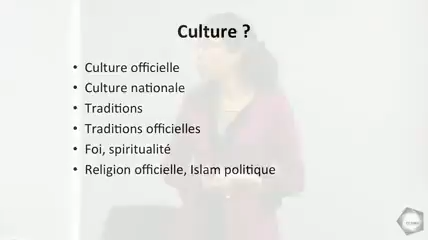 Culture ?
• Culture officielle
• Culture nationale
• Traditions
• Traditions officielles
• Foi, spiritualité
• Religion officielle, Islam politique